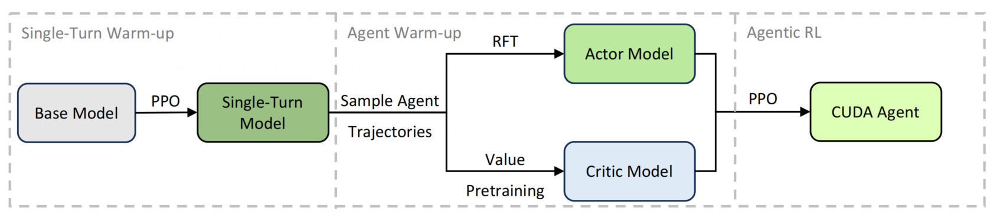 Single-Turn Warm-up
Agent Warm-up
Agentic RL
Base Model
PPO
Single-Turn
Model
Sample Agent
Trajectories
RFT
Actor Model
Value
Pretraining
Critic Model
PPO
CUDA Agent